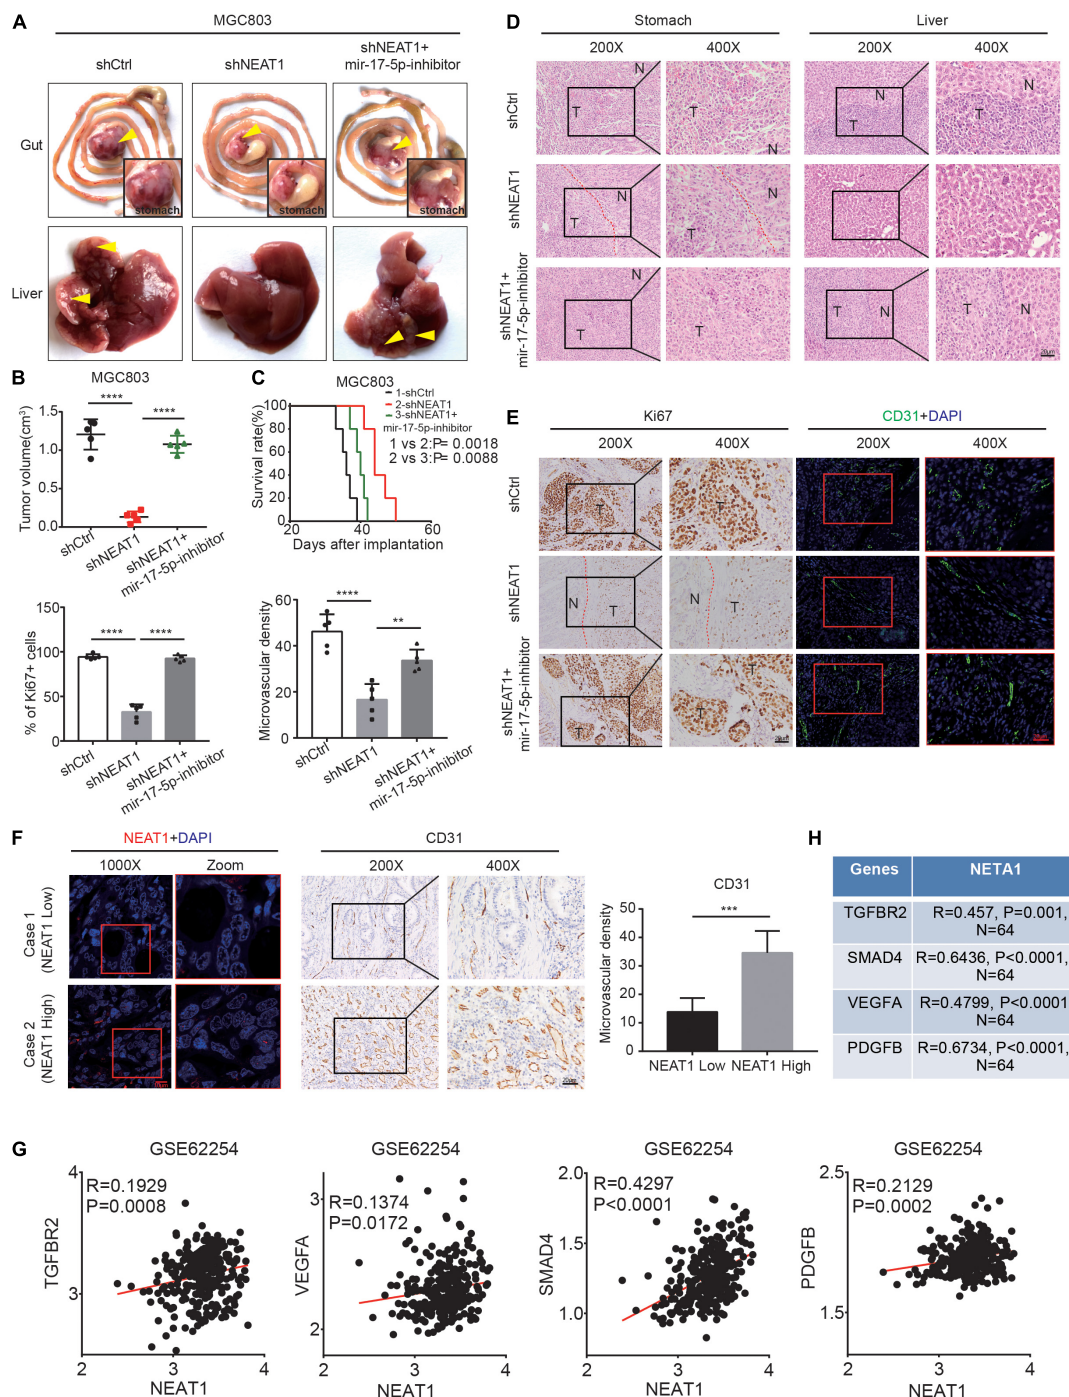 A
MGC803
shCtrl
shNEAT1
shNEAT1+
mir-17-5p-inhibitor
Gut
stomach
stomach
stomach
Liver
B
MGC803
****
****
Tumor volume(cm³)
1.5
1.0
0.5
0.0
shCtrl
shNEAT1
shNEAT1+
mir-17-5p-inhibitor
% of Ki67+ cells
150
100
50
0
****
****
shCtrl
shNEAT1
shNEAT1+
mir-17-5p-inhibitor
C
MGC803
1-shCtrl
2-shNEAT1
3-shNEAT1+
mir-17-5p-inhibitor
1 vs 2:P= 0.0018
2 vs 3:P= 0.0088
Survival rate(%)
100
80
60
40
20
0
20
40
60
Days after implantation
Microvascular density
60
40
20
0
****
**
shCtrl
shNEAT1
shNEAT1+
mir-17-5p-inhibitor
D
Stomach
Liver
200X
400X
200X
400X
shCtrl
N
T
T
N
N
T
N
T
shNEAT1
N
T
N
T
shNEAT1+
mir-17-5p-inhibitor
N
T
T
T
N
T
N
20μm
E
Ki67
CD31+DAPI
200X
400X
200X
400X
shCtrl
T
T
shNEAT1
N
T
N
T
shNEAT1+
mir-17-5p-inhibitor
T
T
T
20μm
F
NEAT1+DAPI
CD31
1000X
Zoom
200X
400X
Case 1
(NEAT1 Low)
Case 2
(NEAT1 High)
20μm
CD31
***
Microvascular density
50
40
30
20
10
0
NEAT1 Low
NEAT1 High
H
Genes
NETA1
TGFBR2
R=0.457, P=0.001,
N=64
SMAD4
R=0.6436, P<0.0001,
N=64
VEGFA
R=0.4799, P<0.0001
N=64
PDGFB
R=0.6734, P<0.0001,
N=64
G
GSE62254
R=0.1929
P=0.0008
TGFBR2
4
3
2
3
4
NEAT1
GSE62254
R=0.1374
P=0.0172
VEGFA
3
2
2
3
4
NEAT1
GSE62254
R=0.4297
P<0.0001
SMAD4
2.0
1.5
1.0
2
3
4
NEAT1
GSE62254
R=0.2129
P=0.0002
PDGFB
2.5
1.5
2
3
4
NEAT1